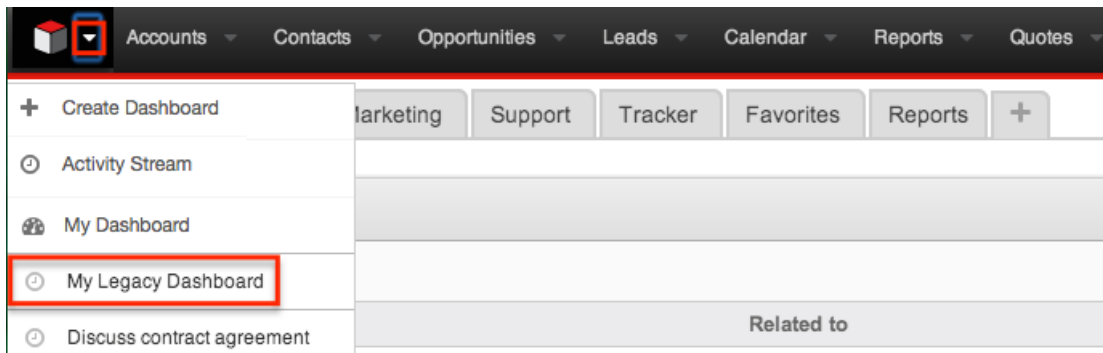 Accounts Contacts Opportunities Leads Calendar Reports Quotes
Create Dashboard
arketing Support Tracker Favorites Reports +
Activity Stream
My Dashboard
My Legacy Dashboard
Related to
Discuss contract agreement